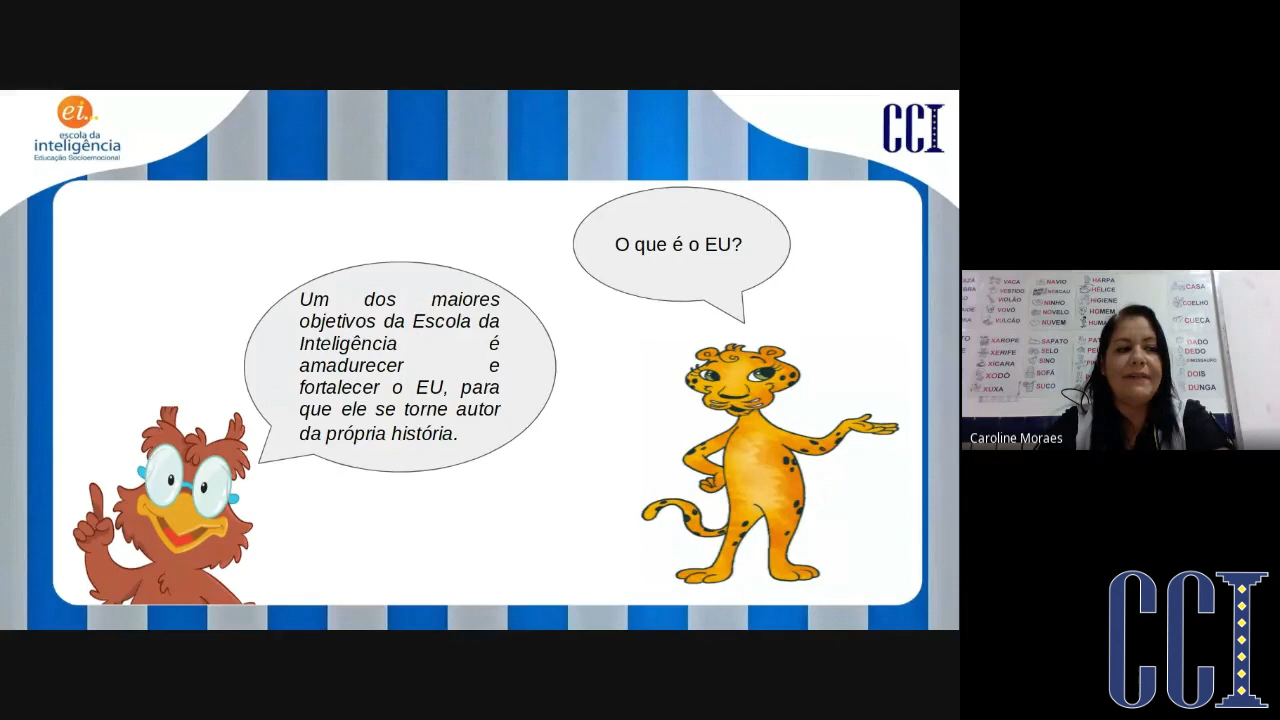 ei...
escola da
inteligência
Educação Socioemocional
CCI
O que é o EU?
Um dos maiores
objetivos da Escola da
Inteligência é
amadurecer e
fortalecer o EU, para
que ele se torne autor
da própria história.
VACA
VESTIDO
VIOLÃO
VOVÓ
VULCÃO
NAVIO
NINHO
NOVELO
NUVEM
HARPA
HÉLICE
HIGIENE
HOMEM
CASA
COELHO
CUECA
XAROPE
XERIFE
XÍCARA
XODÓ
XUXA
SAPATO
SELO
SINO
SOFÁ
SUCO
DADO
DEDO
DINOSSAURO
DOIS
DUNGA
Caroline Moraes
CCI